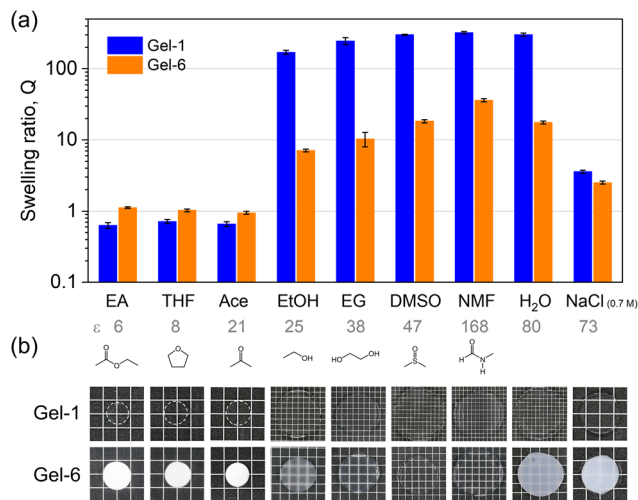 (a)
Gel-1
Gel-6
Swelling ratio, Q
100
10
1
0.1
EA THF Ace EtOH EG DMSO NMF H₂O NaCl (0.7 M)
ε 6 8 21 25 38 47 168 80 73
(b)
O O
O
O
OH
HO OH
O S
O H N H
Gel-1
Gel-6